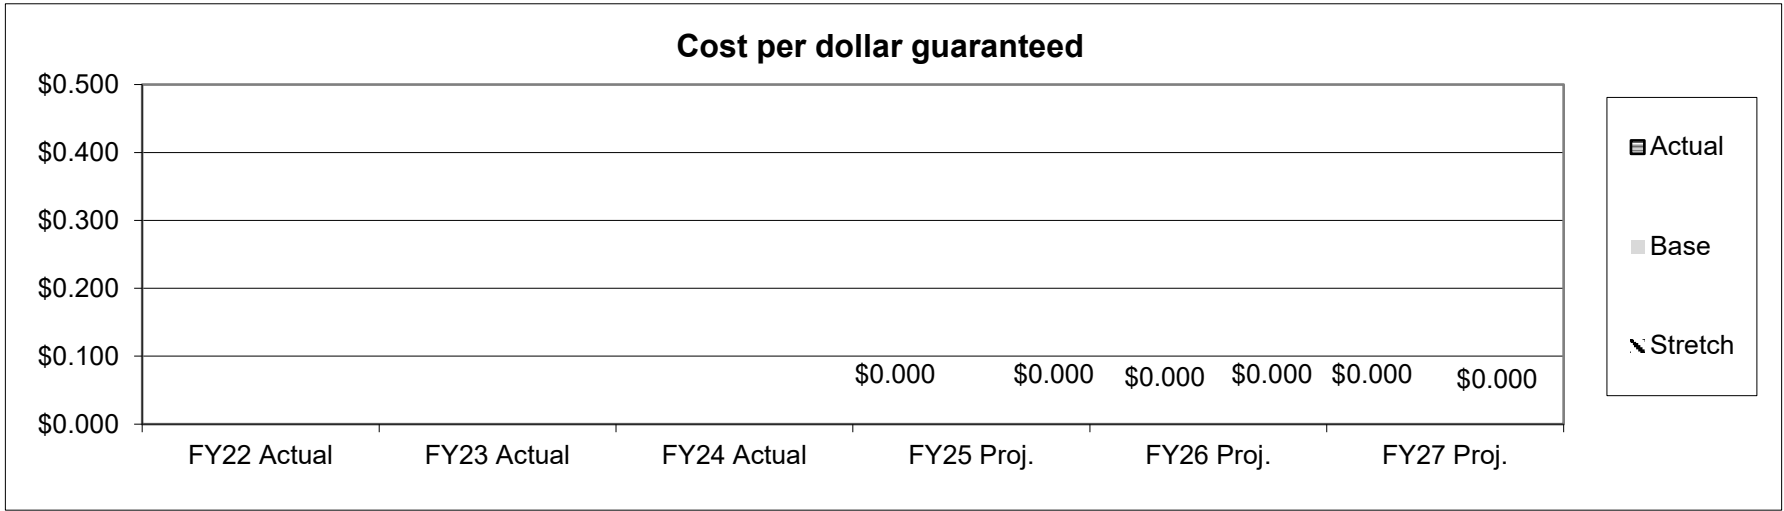 Cost per dollar guaranteed
$0.500
$0.400
$0.300
$0.200
$0.100
$0.000
$0.000 $0.000 $0.000 $0.000 $0.000 $0.000
FY22 Actual FY23 Actual FY24 Actual FY25 Proj. FY26 Proj. FY27 Proj.
Actual
Base
Stretch